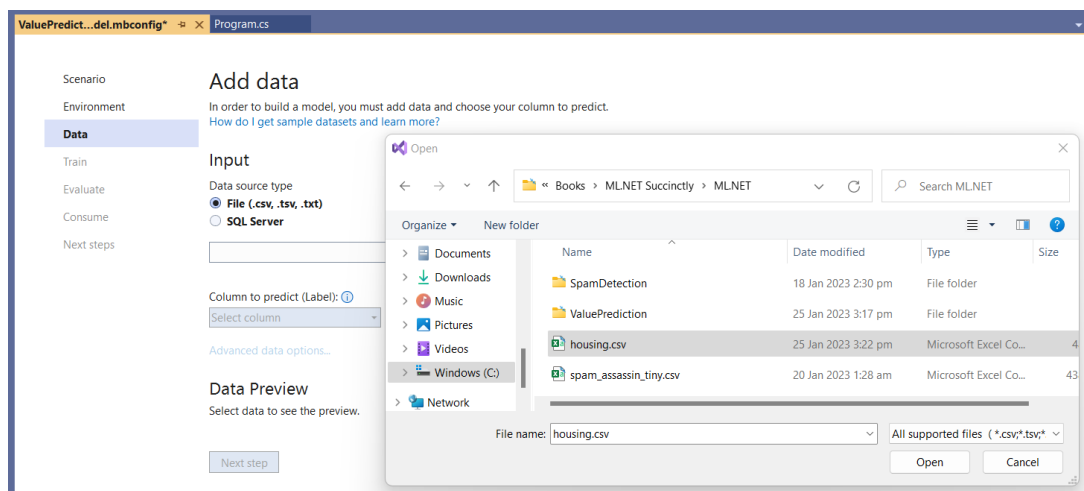 ValuePredict...del.mbconfig* Program.cs
Scenario
Environment
Data
Train
Evaluate
Consume
Next steps
Add data
In order to build a model, you must add data and choose your column to predict.
How do I get sample datasets and learn more?
Input
Data source type
File (.csv, .tsv, .txt)
SQL Server
Column to predict (Label):
Select column
Advanced data options...
Data Preview
Select data to see the preview.
Next step
Open
« Books > ML.NET Succinctly > ML.NET
Search ML.NET
Organize New folder
Documents
Downloads
Music
Pictures
Videos
Windows (C:)
Network
Name Date modified Type Size
SpamDetection 18 Jan 2023 2:30 pm File folder
ValuePrediction 25 Jan 2023 3:17 pm File folder
housing.csv 25 Jan 2023 3:22 pm Microsoft Excel Co... 4
spam_assassin_tiny.csv 20 Jan 2023 1:28 am Microsoft Excel Co... 43
File name: housing.csv All supported files (*.csv;*.tsv;*
Open Cancel